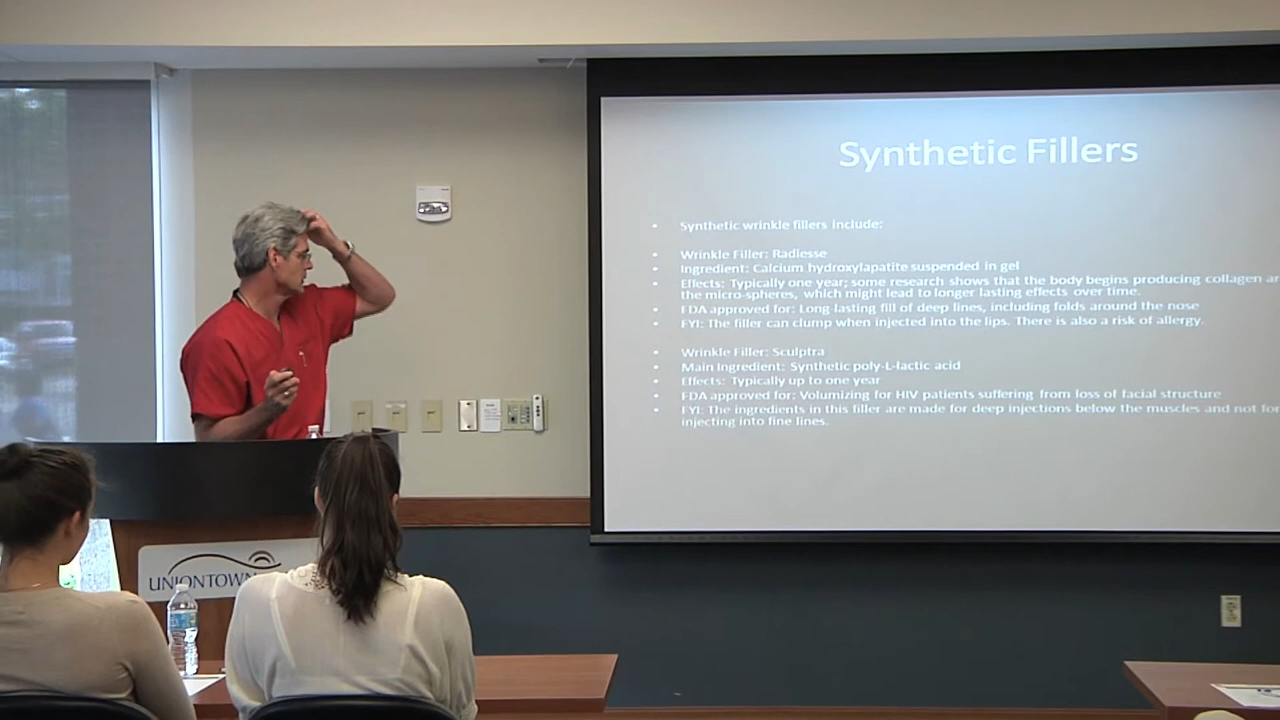 Synthetic Fillers
• Synthetic wrinkle fillers include:
• Wrinkle Filler: Radiesse
• Ingredient: Calcium hydroxylapatite suspended in gel
• Effects: Typically one year; some research shows that the body begins producing collagen
the micro-spheres, which might lead to longer lasting effects over time.
• FDA approved for: Long-lasting fill of deep lines, including folds around the nose
• FYI: The filler can clump when injected into the lips. There is also a risk of allergy.
• Wrinkle Filler: Sculptra
• Main Ingredient: Synthetic poly-L-lactic acid
• Effects: Typically up to one year
• FDA approved for: Volumizing for HIV patients suffering from loss of facial structure
• FYI: The ingredients in this filler are made for deep injections below the muscles and not for
injecting into fine lines.
UNIONTOWN